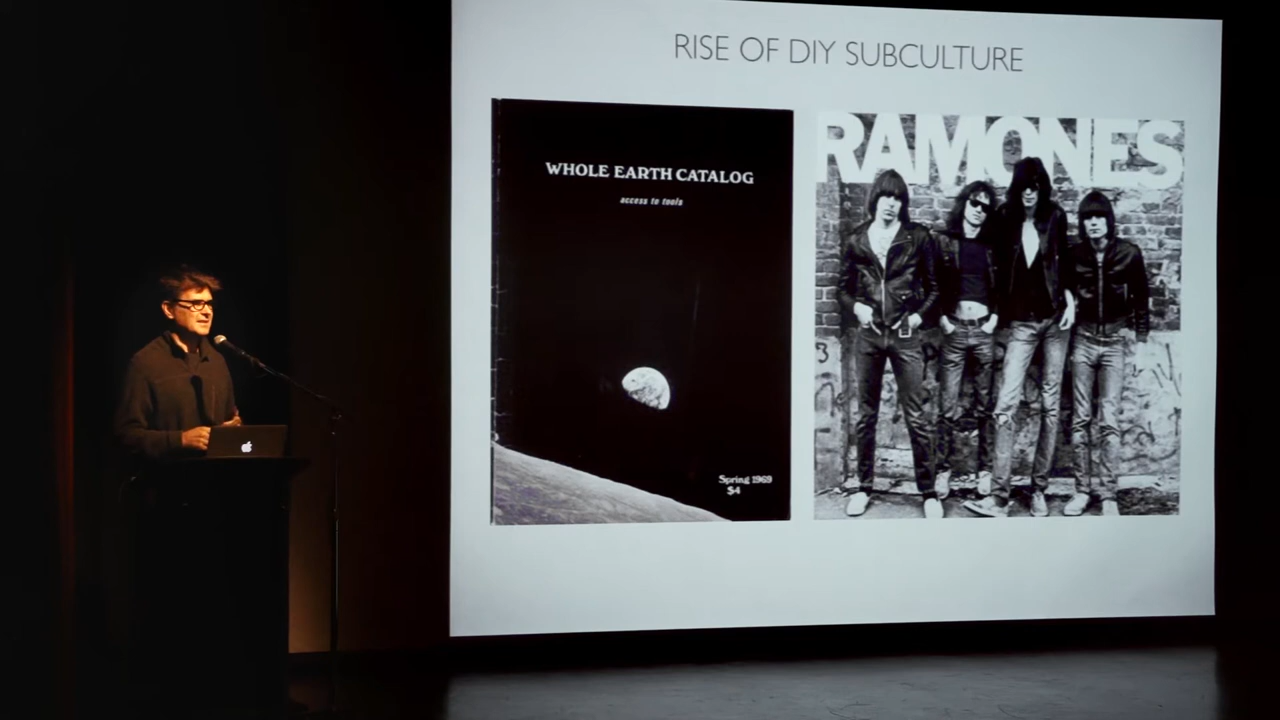 RISE OF DIY SUBCULTURE
WHOLE EARTH CATALOG
access to tools
Spring 1969
$4
RAMONES